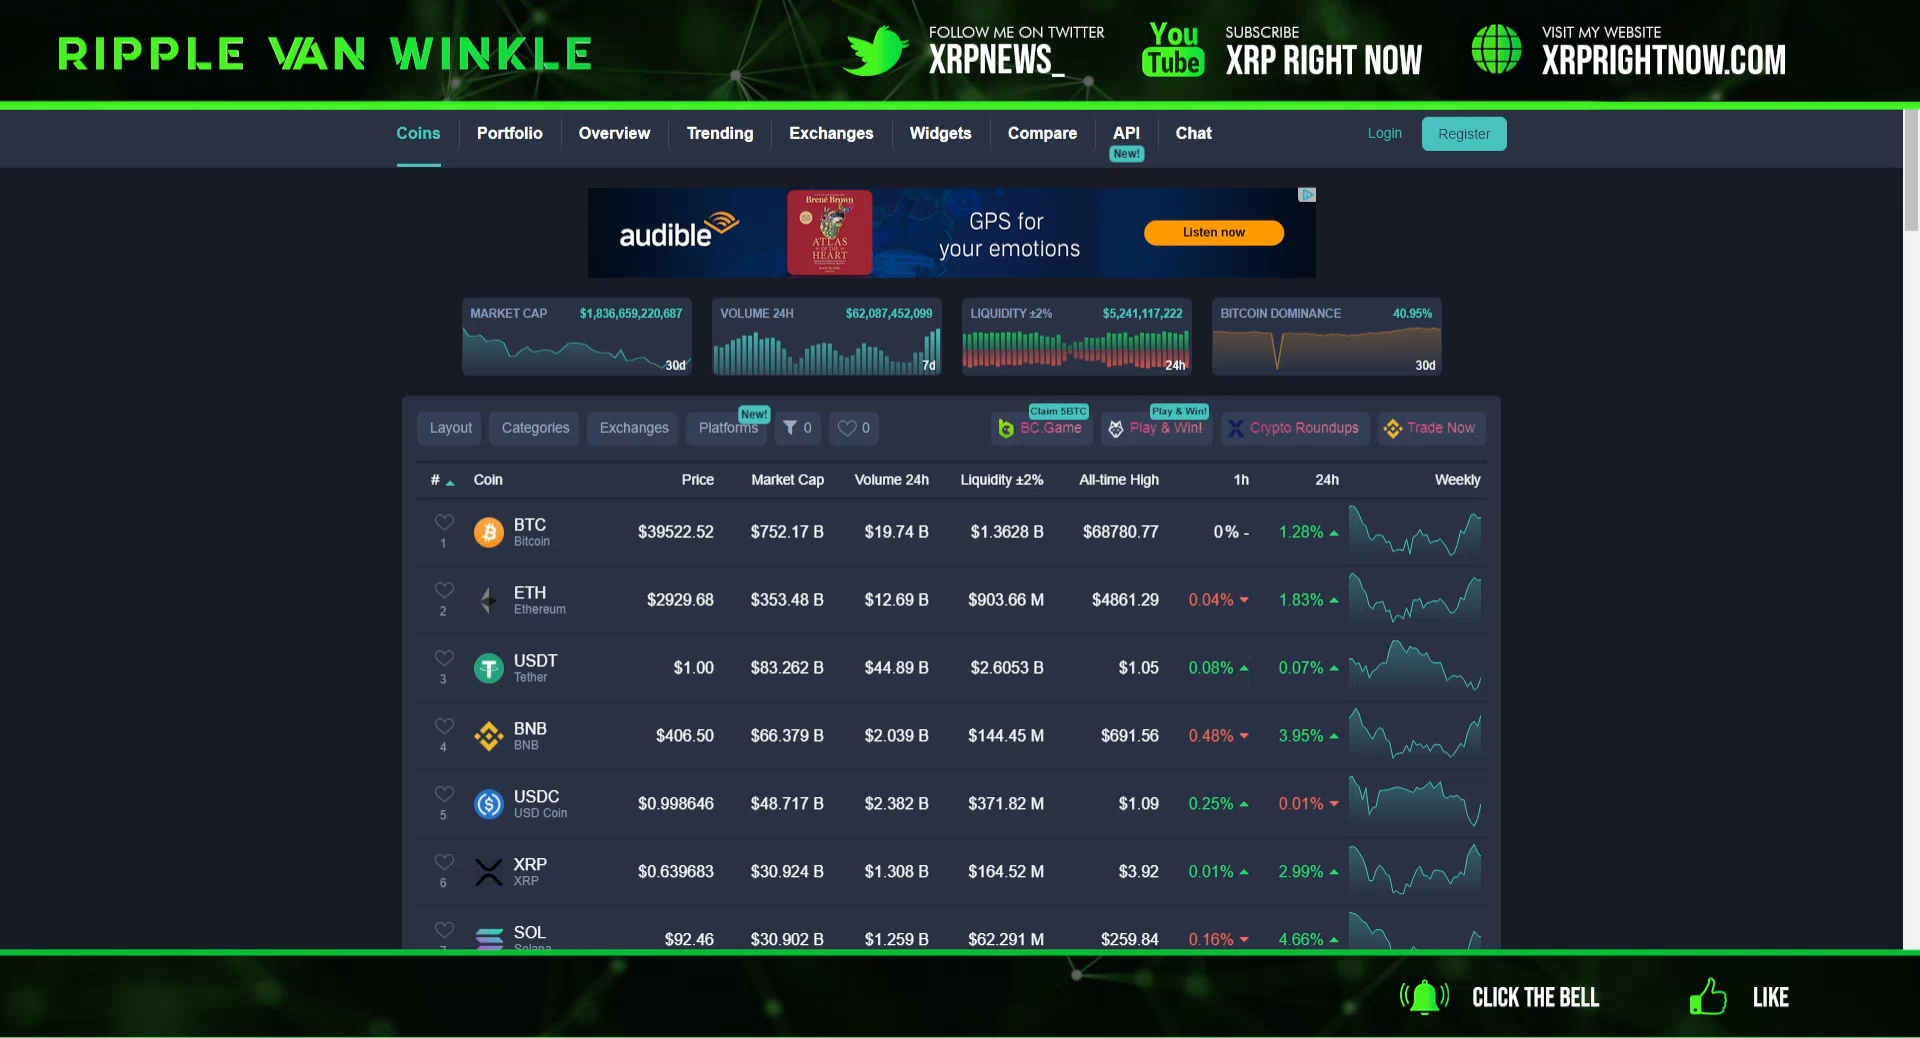 RIPPLE VAN WINKLE
FOLLOW ME ON TWITTER
XRPNEWS_
You
Tube
SUBSCRIBE
XRP RIGHT NOW
VISIT MY WEBSITE
XRPRIGHTNOW.COM
Coins Portfolio Overview Trending Exchanges Widgets Compare API Chat Login Register
New!
audible
Brené Brown
ATLAS
OF THE
HEART
GPS for
your emotions
Listen now
MARKET CAP $1,836,659,220,687
30d
VOLUME 24H $62,087,452,099
7d
LIQUIDITY ±2% $5,241,117,222
24h
BITCOIN DOMINANCE 40.95%
30d
Layout Categories Exchanges Platforms New! 0 0
Claim 5BTC
BC.Game
Play & Win!
Play & Win!
Crypto Roundups
Trade Now
# Coin Price Market Cap Volume 24h Liquidity ±2% All-time High 1h 24h Weekly
1 BTC Bitcoin $39522.52 $752.17 B $19.74 B $1.3628 B $68780.77 0% - 1.28%
2 ETH Ethereum $2929.68 $353.48 B $12.69 B $903.66 M $4861.29 0.04% 1.83%
3 USDT Tether $1.00 $83.262 B $44.89 B $2.6053 B $1.05 0.08% 0.07%
4 BNB BNB $406.50 $66.379 B $2.039 B $144.45 M $691.56 0.48% 3.95%
5 USDC USD Coin $0.998646 $48.717 B $2.382 B $371.82 M $1.09 0.25% 0.01%
6 XRP XRP $0.639683 $30.924 B $1.308 B $164.52 M $3.92 0.01% 2.99%
7 SOL Solana $92.46 $30.902 B $1.259 B $62.291 M $259.84 0.16% 4.66%
CLICK THE BELL
LIKE